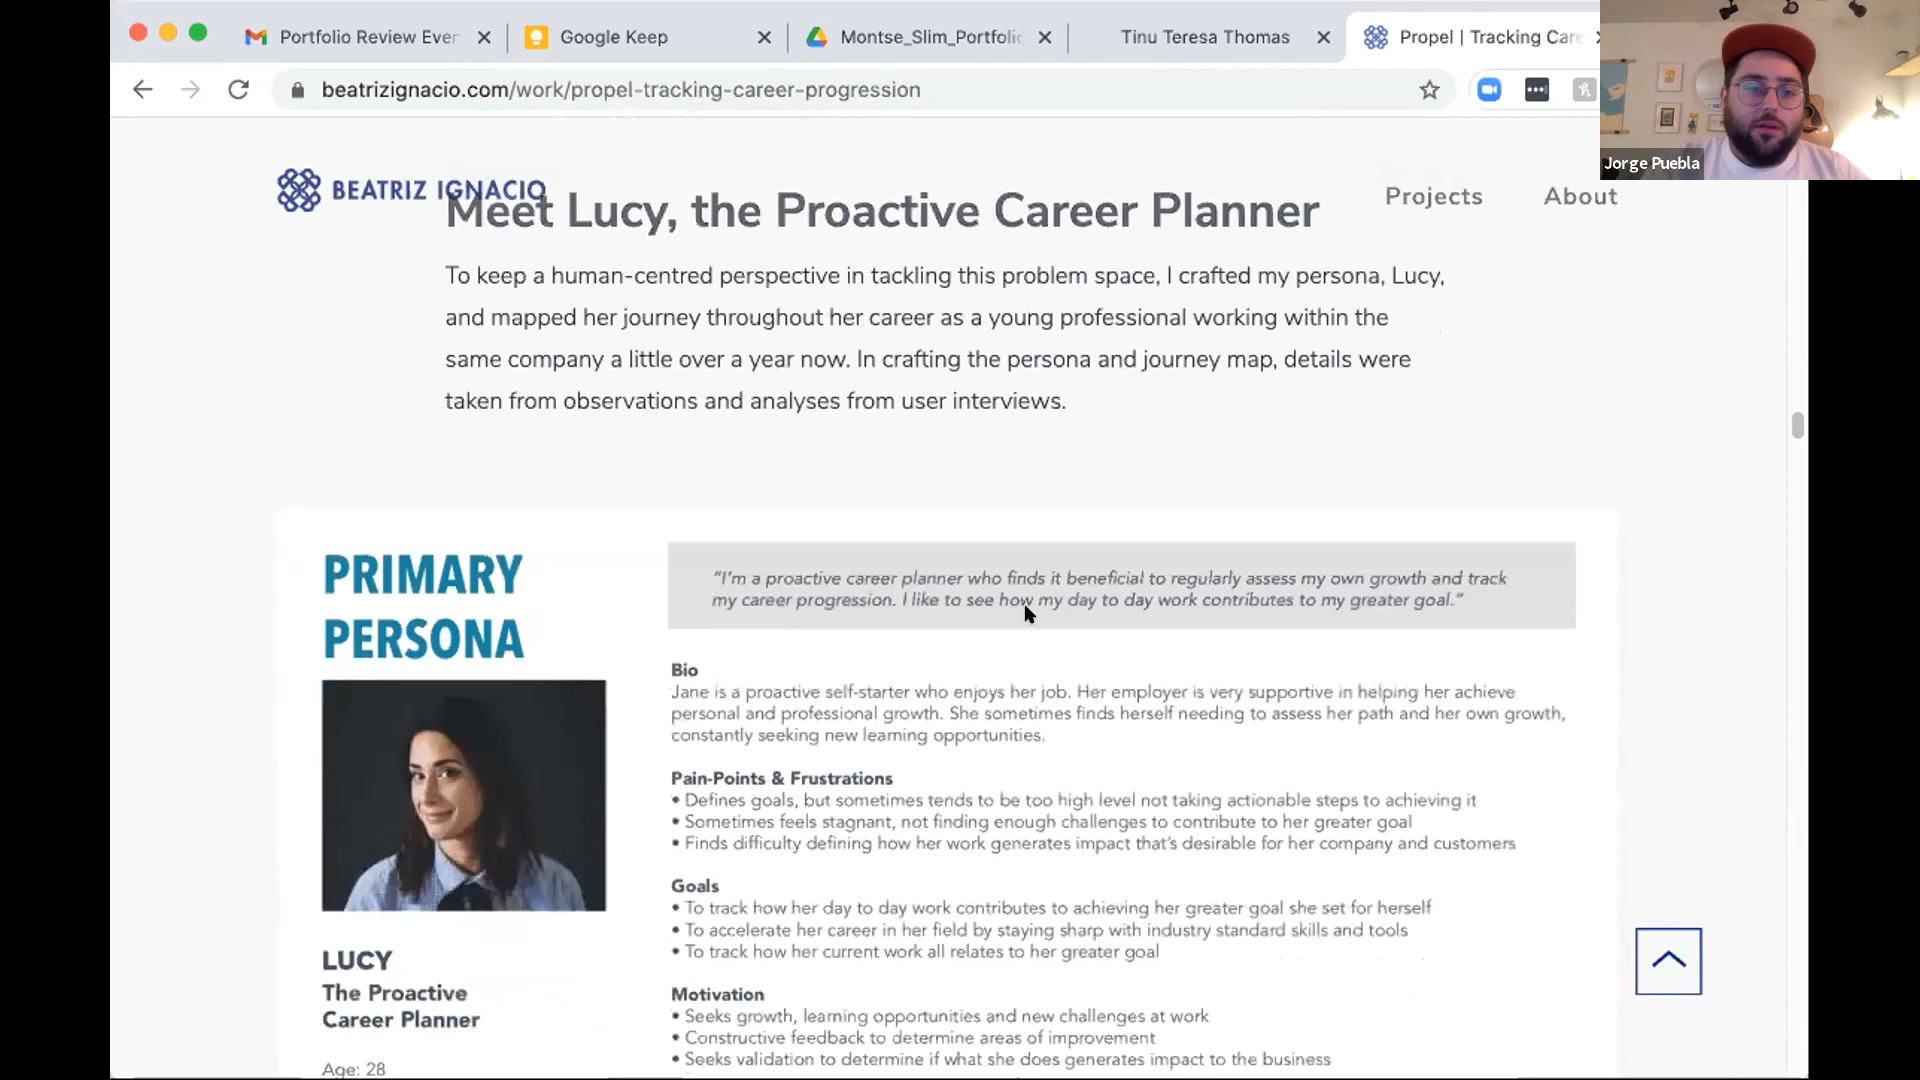 Portfolio Review Ever
Google Keep
Montse_Slim_Portfolio
Tinu Teresa Thomas
Propel | Tracking Care
beatrizignacio.com/work/propel-tracking-career-progression
Jorge Puebla
BEATRIZ IGNACIO
Projects
About
Meet Lucy, the Proactive Career Planner
To keep a human-centred perspective in tackling this problem space, I crafted my persona, Lucy,
and mapped her journey throughout her career as a young professional working within the
same company a little over a year now. In crafting the persona and journey map, details were
taken from observations and analyses from user interviews.
PRIMARY
PERSONA
LUCY
The Proactive
Career Planner
Age: 28
“I'm a proactive career planner who finds it beneficial to regularly assess my own growth and track
my career progression. I like to see how my day to day work contributes to my greater goal.”
Bio
Jane is a proactive self-starter who enjoys her job. Her employer is very supportive in helping her achieve
personal and professional growth. She sometimes finds herself needing to assess her path and her own growth,
constantly seeking new learning opportunities.
Pain-Points & Frustrations
• Defines goals, but sometimes tends to be too high level not taking actionable steps to achieving it
• Sometimes feels stagnant, not finding enough challenges to contribute to her greater goal
• Finds difficulty defining how her work generates impact that's desirable for her company and customers
Goals
• To track how her day to day work contributes to achieving her greater goal she set for herself
• To accelerate her career in her field by staying sharp with industry standard skills and tools
• To track how her current work all relates to her greater goal
Motivation
• Seeks growth, learning opportunities and new challenges at work
• Constructive feedback to determine areas of improvement
• Seeks validation to determine if what she does generates impact to the business